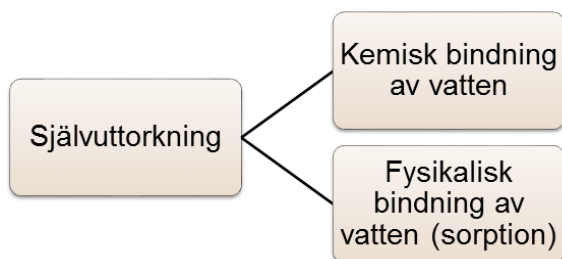 Självuttorkning
Kemisk bindning
av vatten
Fysikalisk
bindning av
vatten (sorption)